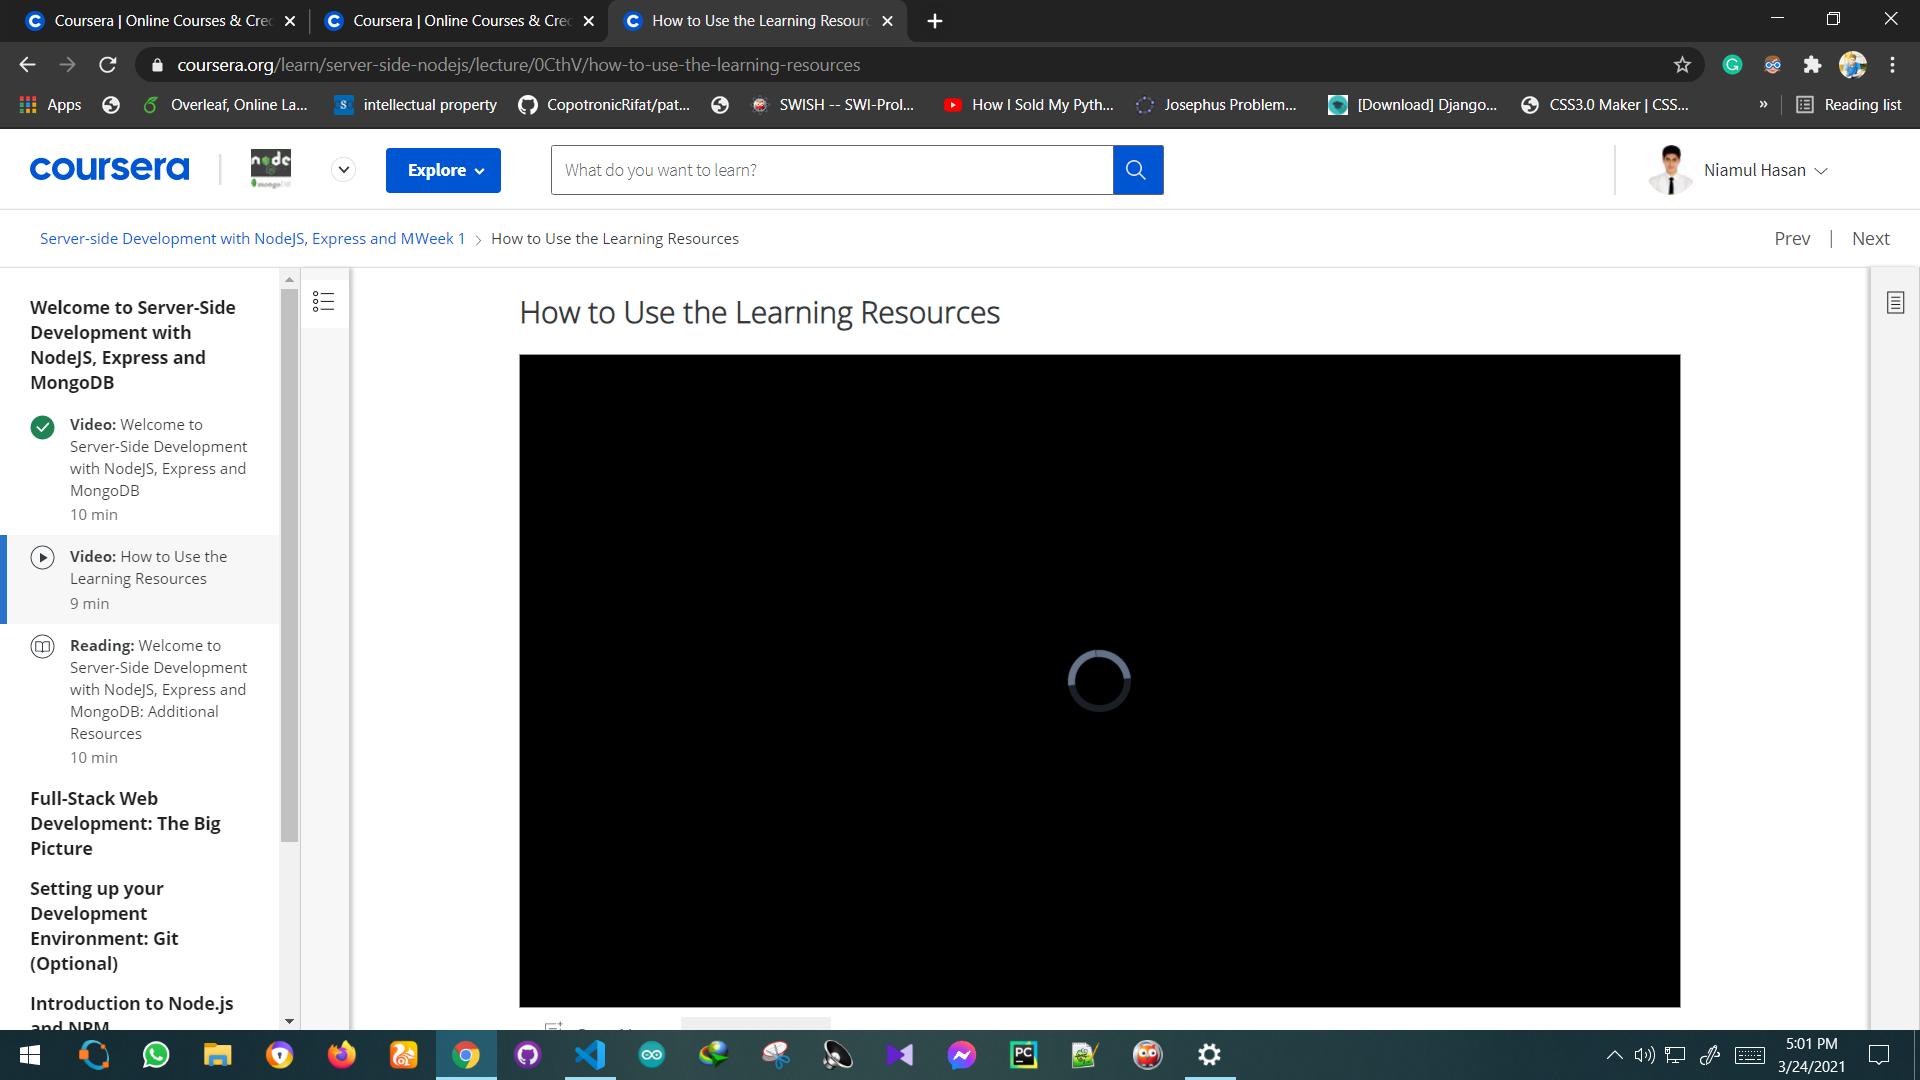 Coursera | Online Courses & Cred
Coursera | Online Courses & Cred
How to Use the Learning Resourc
coursera.org/learn/server-side-nodejs/lecture/0CthV/how-to-use-the-learning-resources
Apps
Overleaf, Online La...
intellectual property
CopotronicRifat/pat...
SWISH -- SWI-Prol...
How I Sold My Pyth...
Josephus Problem...
[Download] Django...
CSS3.0 Maker | CSS...
»
Reading list
coursera
node
mongoDB
Explore
What do you want to learn?
Niamul Hasan
Server-side Development with NodeJS, Express and MWeek 1
How to Use the Learning Resources
Prev | Next
Welcome to Server-Side
Development with
NodeJS, Express and
MongoDB
Video: Welcome to
Server-Side Development
with NodeJS, Express and
MongoDB
10 min
Video: How to Use the
Learning Resources
9 min
Reading: Welcome to
Server-Side Development
with NodeJS, Express and
MongoDB: Additional
Resources
10 min
Full-Stack Web
Development: The Big
Picture
Setting up your
Development
Environment: Git
(Optional)
Introduction to Node.js
and NPM
How to Use the Learning Resources
5:01 PM
3/24/2021